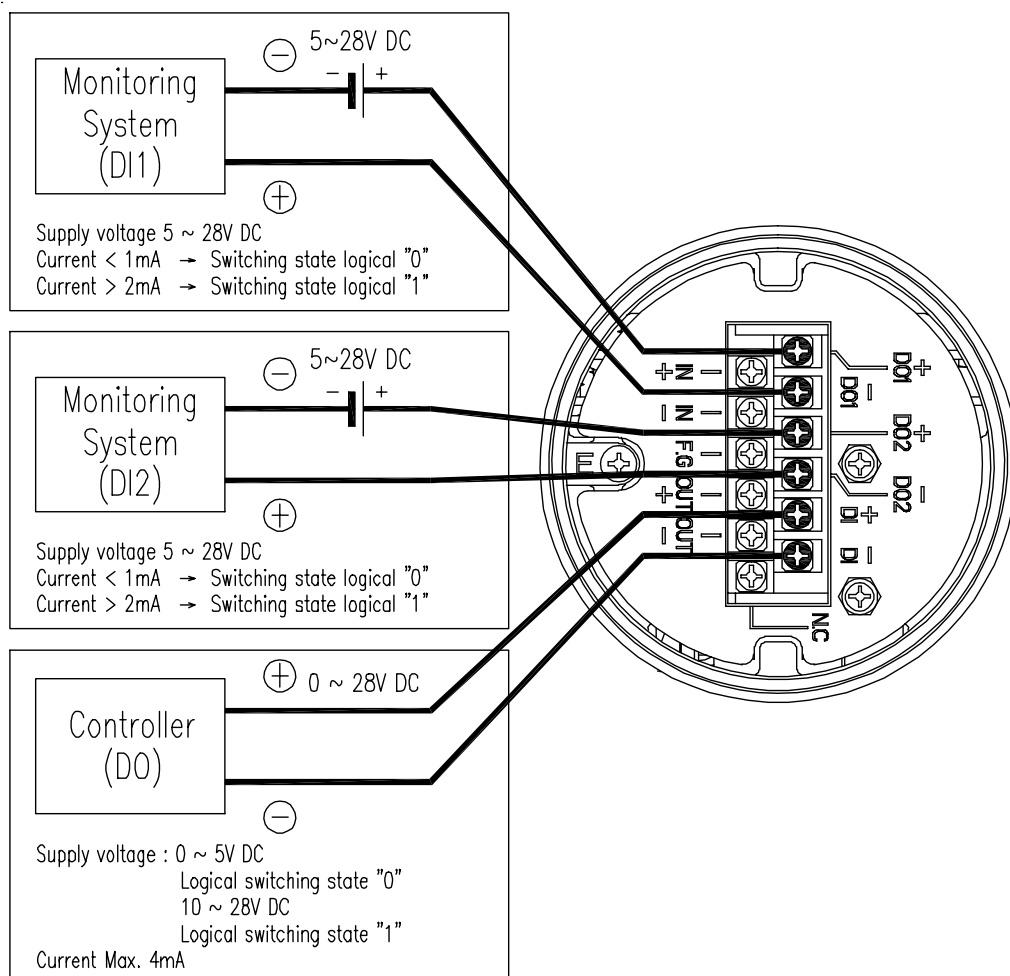 5~28V DC
⊖
- +
Monitoring
System
(DI1)
⊕
Supply voltage 5 ~ 28V DC
Current < 1mA → Switching state logical "0"
Current > 2mA → Switching state logical "1"
5~28V DC
⊖
- +
Monitoring
System
(DI2)
⊕
Supply voltage 5 ~ 28V DC
Current < 1mA → Switching state logical "0"
Current > 2mA → Switching state logical "1"
⊕ 0 ~ 28V DC
Controller
(DO)
⊖
Supply voltage : 0 ~ 5V DC
Logical switching state "0"
10 ~ 28V DC
Logical switching state "1"
Current Max. 4mA
+ IN
- IN
F.G
+ OUT
- OUT
E
DO1 +
DO1 -
DO2 +
DO2 -
DI +
DI -
N.C